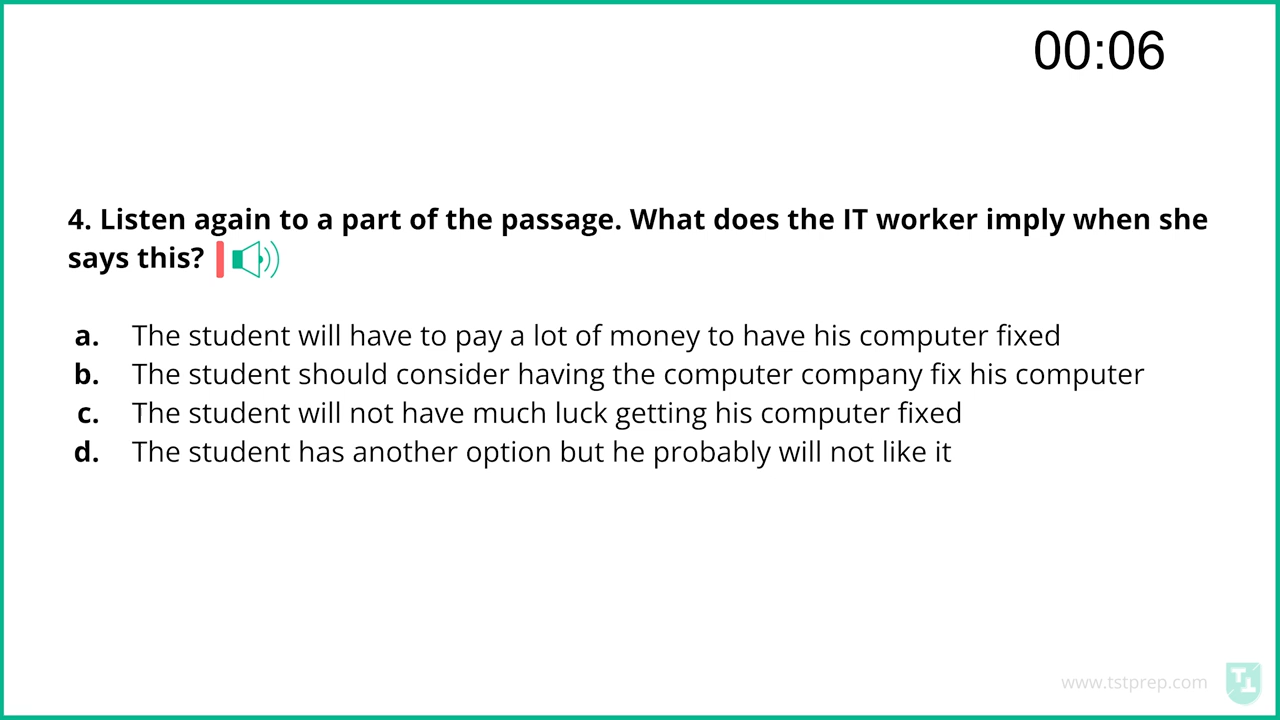 00:06
4. Listen again to a part of the passage. What does the IT worker imply when she
says this?
a. The student will have to pay a lot of money to have his computer fixed
b. The student should consider having the computer company fix his computer
c. The student will not have much luck getting his computer fixed
d. The student has another option but he probably will not like it
www.tstprep.com